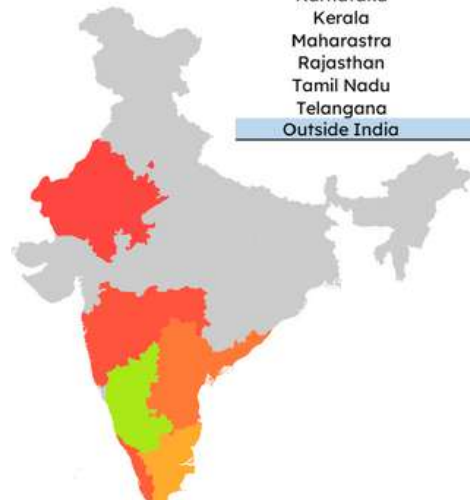 Kerala
Maharastra
Rajasthan
Tamil Nadu
Telangana
Outside India